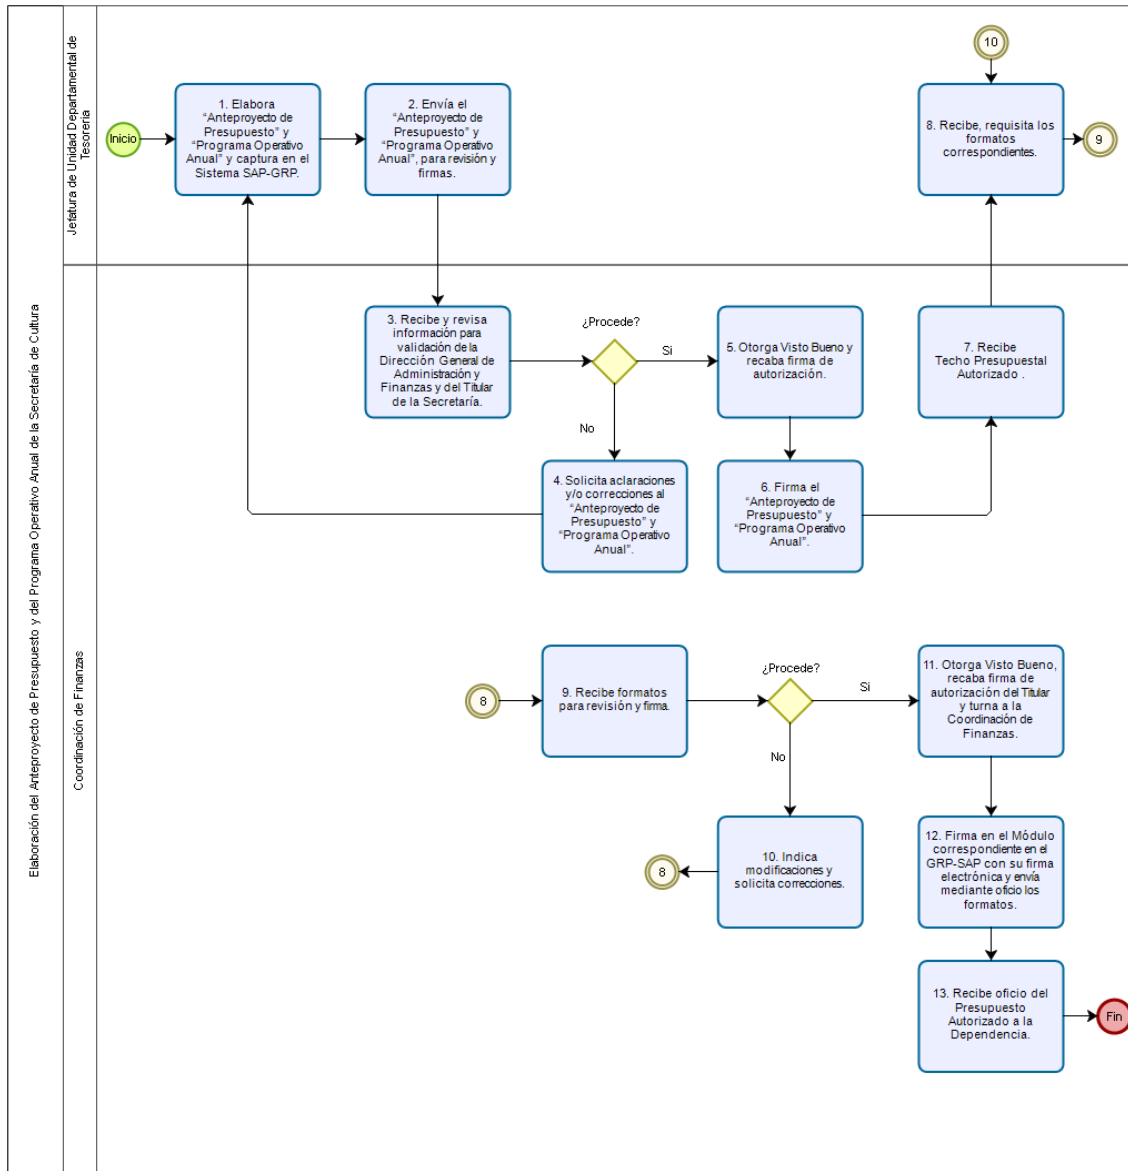 Elaboración del Anteproyecto de Presupuesto y del Programa Operativo Anual de la Secretaría de Cultura
Jefatura de Unidad Departamental de
Tesorería
Inicio
1. Elabora
“Anteproyecto de
Presupuesto” y
“Programa Operativo
Anual” y captura en el
Sistema SAP-GRP.
2. Envía el
“Anteproyecto de
Presupuesto” y
“Programa Operativo
Anual”, para revisión y
firmas.
10
8. Recibe, requisita los
formatos
correspondientes.
9
Coordinación de Finanzas
3. Recibe y revisa
información para
validación de la
Dirección General de
Administración y
Finanzas y del Titular
de la Secretaría.
¿Procede?
Si
No
5. Otorga Visto Bueno y
recaba firma de
autorización.
7. Recibe
Techo Presupuestal
Autorizado .
4. Solicita aclaraciones
y/o correcciones al
“Anteproyecto de
Presupuesto” y
“Programa Operativo
Anual”.
6. Firma el
“Anteproyecto de
Presupuesto” y
“Programa Operativo
Anual”.
8
9. Recibe formatos
para revisión y firma.
¿Procede?
Si
No
11. Otorga Visto Bueno,
recaba firma de
autorización del Titular
y turna a la
Coordinación de
Finanzas.
8
10. Indica
modificaciones y
solicita correcciones.
12. Firma en el Módulo
correspondiente en el
GRP-SAP con su firma
electrónica y envía
mediante oficio los
formatos.
13. Recibe oficio del
Presupuesto
Autorizado a la
Dependencia.
Fin